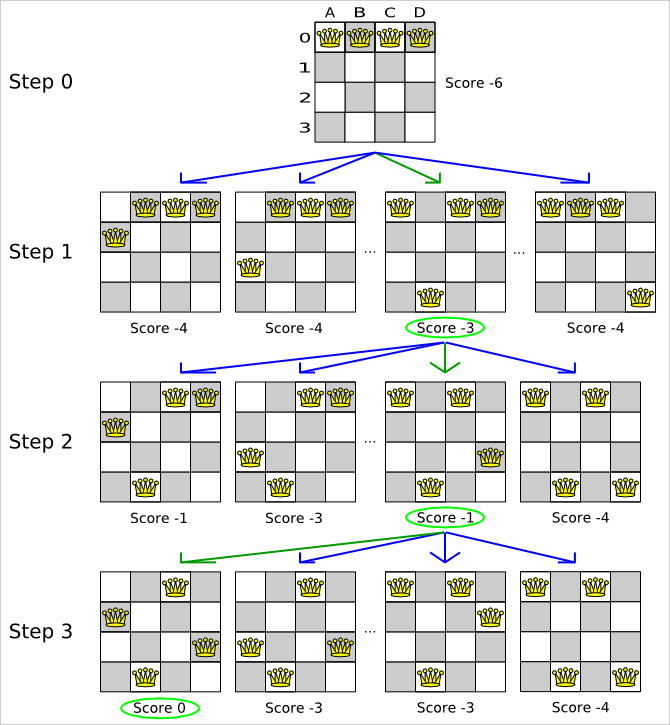 A B C D
0
1
Step 0
Score -6
2
3
Step 1
... ...
Score -4 Score -4 Score -3 Score -4
Step 2
...
Score -1 Score -3 Score -1 Score -4
Step 3
...
Score 0 Score -3 Score -3 Score -4